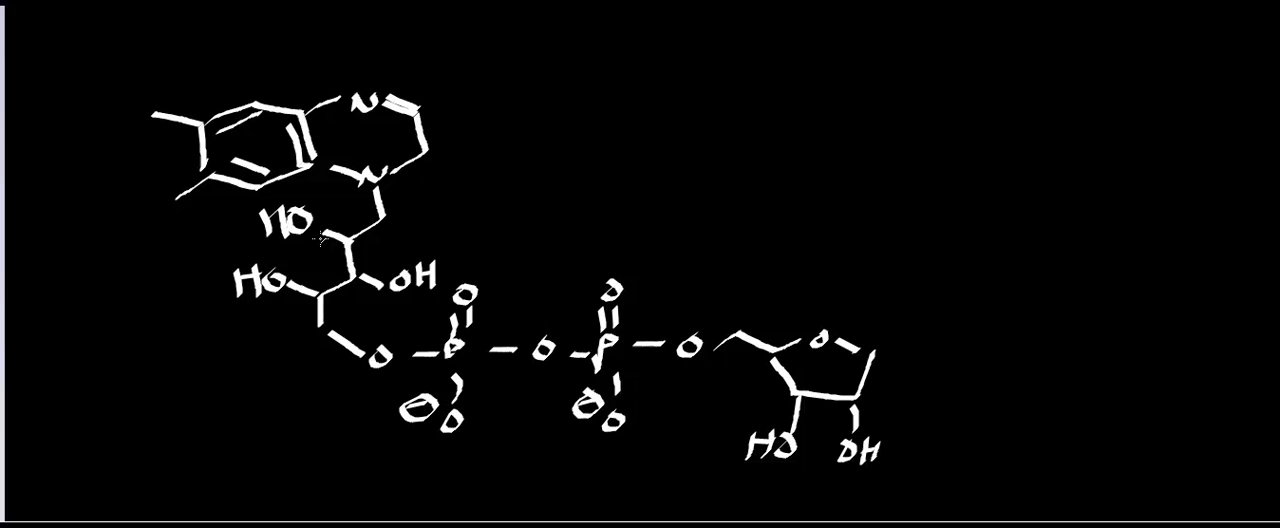 N
N
HO
HO OH
O O
O P O P O O
⊖ O ⊖ O
HO OH